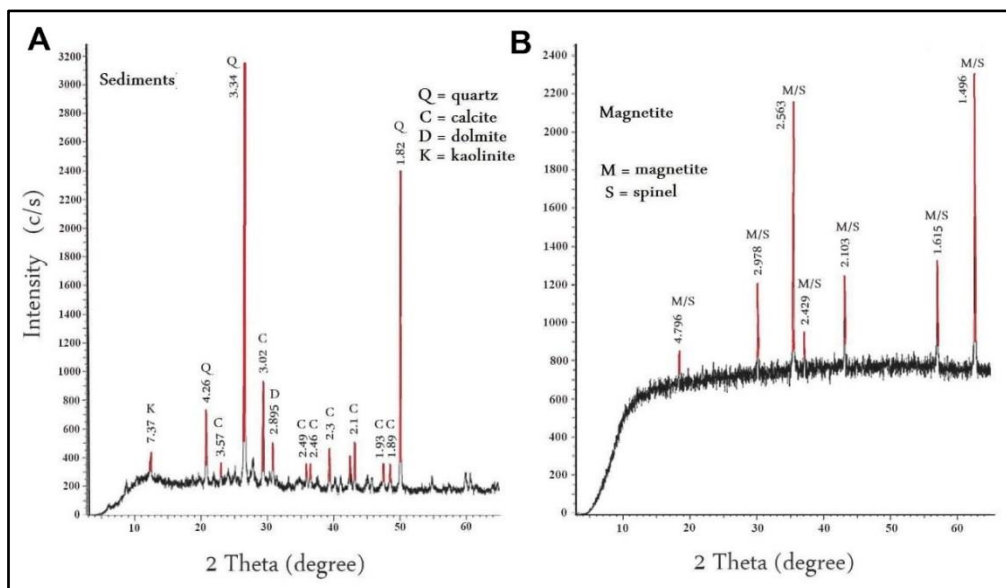 A
Sediments
Q = quartz
C = calcite
D = dolmite
K = kaolinite
Intensity (c/s)
3200
3000
2800
2600
2400
2200
2000
1800
1600
1400
1200
1000
800
600
400
200
0
K
7.37
4.26 Q
C
3.57
Q
3.34
3.02 C
D
2.895
C C
2.49
2.46
2.3 C
2.1 C
C C
1.93
1.89
1.82 Q
10 20 30 40 50 60
2 Theta (degree)
B
Magnetite
M = magnetite
S = spinel
2400
2200
2000
1800
1600
1400
1200
1000
800
600
400
200
0
4.796 M/S
M/S
2.978
M/S
2.563
M/S
2.429
M/S
2.103
M/S
1.615
M/S
1.496
10 20 30 40 50 60
2 Theta (degree)